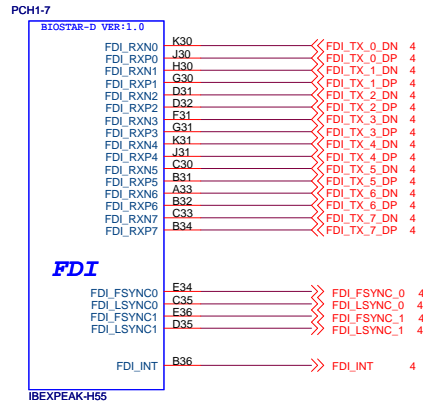 PCH1-7
BIOSTAR-D VER:1.0
FDI_RXN0 K30 FDI_TX_0_DN 4
FDI_RXP0 J30 FDI_TX_0_DP 4
FDI_RXN1 H30 FDI_TX_1_DN 4
FDI_RXP1 G30 FDI_TX_1_DP 4
FDI_RXN2 D31 FDI_TX_2_DN 4
FDI_RXP2 D32 FDI_TX_2_DP 4
FDI_RXN3 F31 FDI_TX_3_DN 4
FDI_RXP3 G31 FDI_TX_3_DP 4
FDI_RXN4 K31 FDI_TX_4_DN 4
FDI_RXP4 J31 FDI_TX_4_DP 4
FDI_RXN5 C30 FDI_TX_5_DN 4
FDI_RXP5 B31 FDI_TX_5_DP 4
FDI_RXN6 A33 FDI_TX_6_DN 4
FDI_RXP6 B32 FDI_TX_6_DP 4
FDI_RXN7 C33 FDI_TX_7_DN 4
FDI_RXP7 B34 FDI_TX_7_DP 4
FDI
FDI_FSYNC0 E34 FDI_FSYNC_0 4
FDI_LSYNC0 C35 FDI_LSYNC_0 4
FDI_FSYNC1 E36 FDI_FSYNC_1 4
FDI_LSYNC1 D35 FDI_LSYNC_1 4
FDI_INT B36 FDI_INT 4
IBEXPEAK-H55